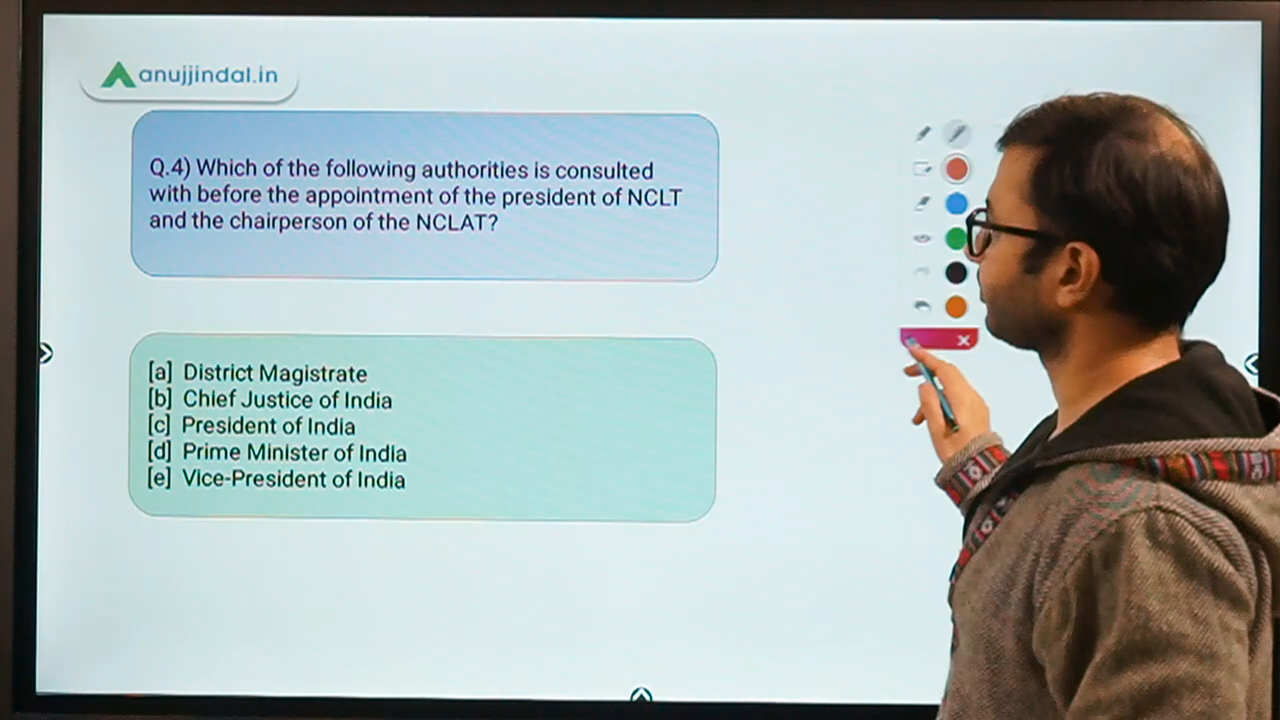 anujjindal.in
Q.4) Which of the following authorities is consulted
with before the appointment of the president of NCLT
and the chairperson of the NCLAT?
[a] District Magistrate
[b] Chief Justice of India
[c] President of India
[d] Prime Minister of India
[e] Vice-President of India